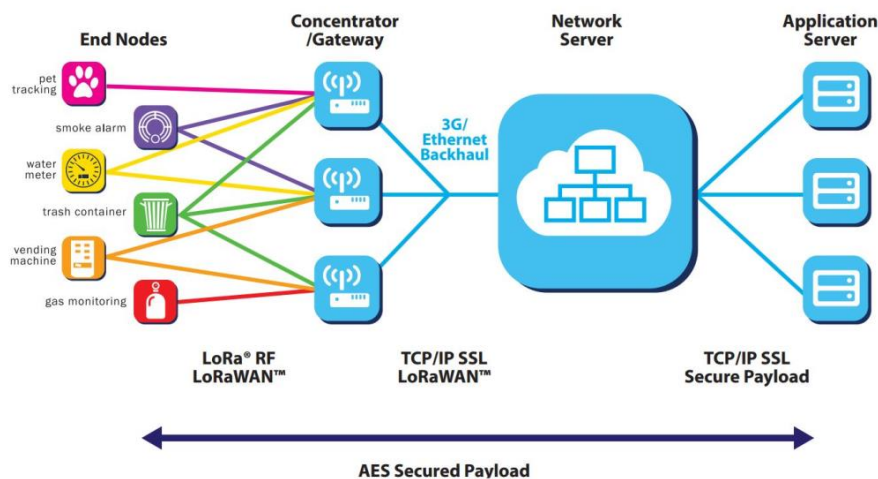 End Nodes
Concentrator
/Gateway
Network
Server
Application
Server
pet
tracking
smoke alarm
water
meter
trash container
vending
machine
gas monitoring
3G/
Ethernet
Backhaul
LoRa® RF
LoRaWAN™
TCP/IP SSL
LoRaWAN™
TCP/IP SSL
Secure Payload
AES Secured Payload